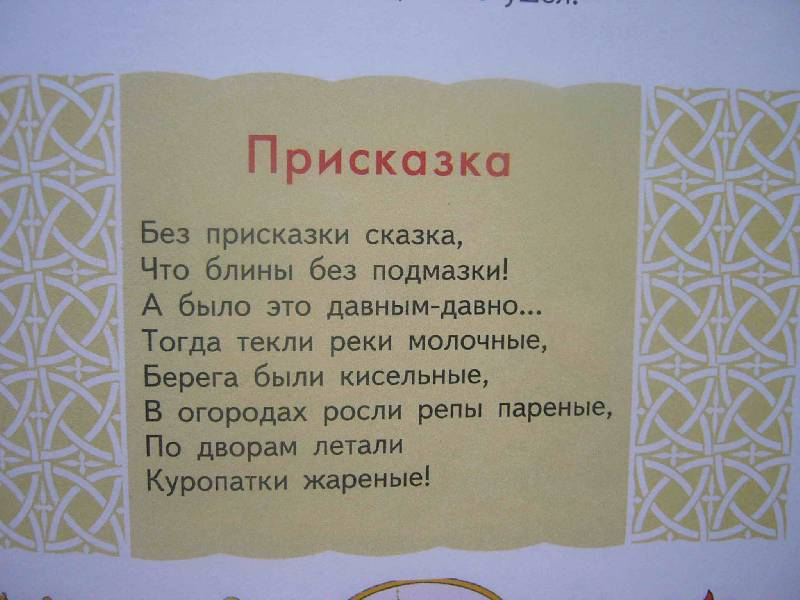 ушел.
Присказка
Без присказки сказка,
Что блины без подмазки!
А было это давным-давно...
Тогда текли реки молочные,
Берега были кисельные,
В огородах росли репы пареные,
По дворам летали
Куропатки жареные!